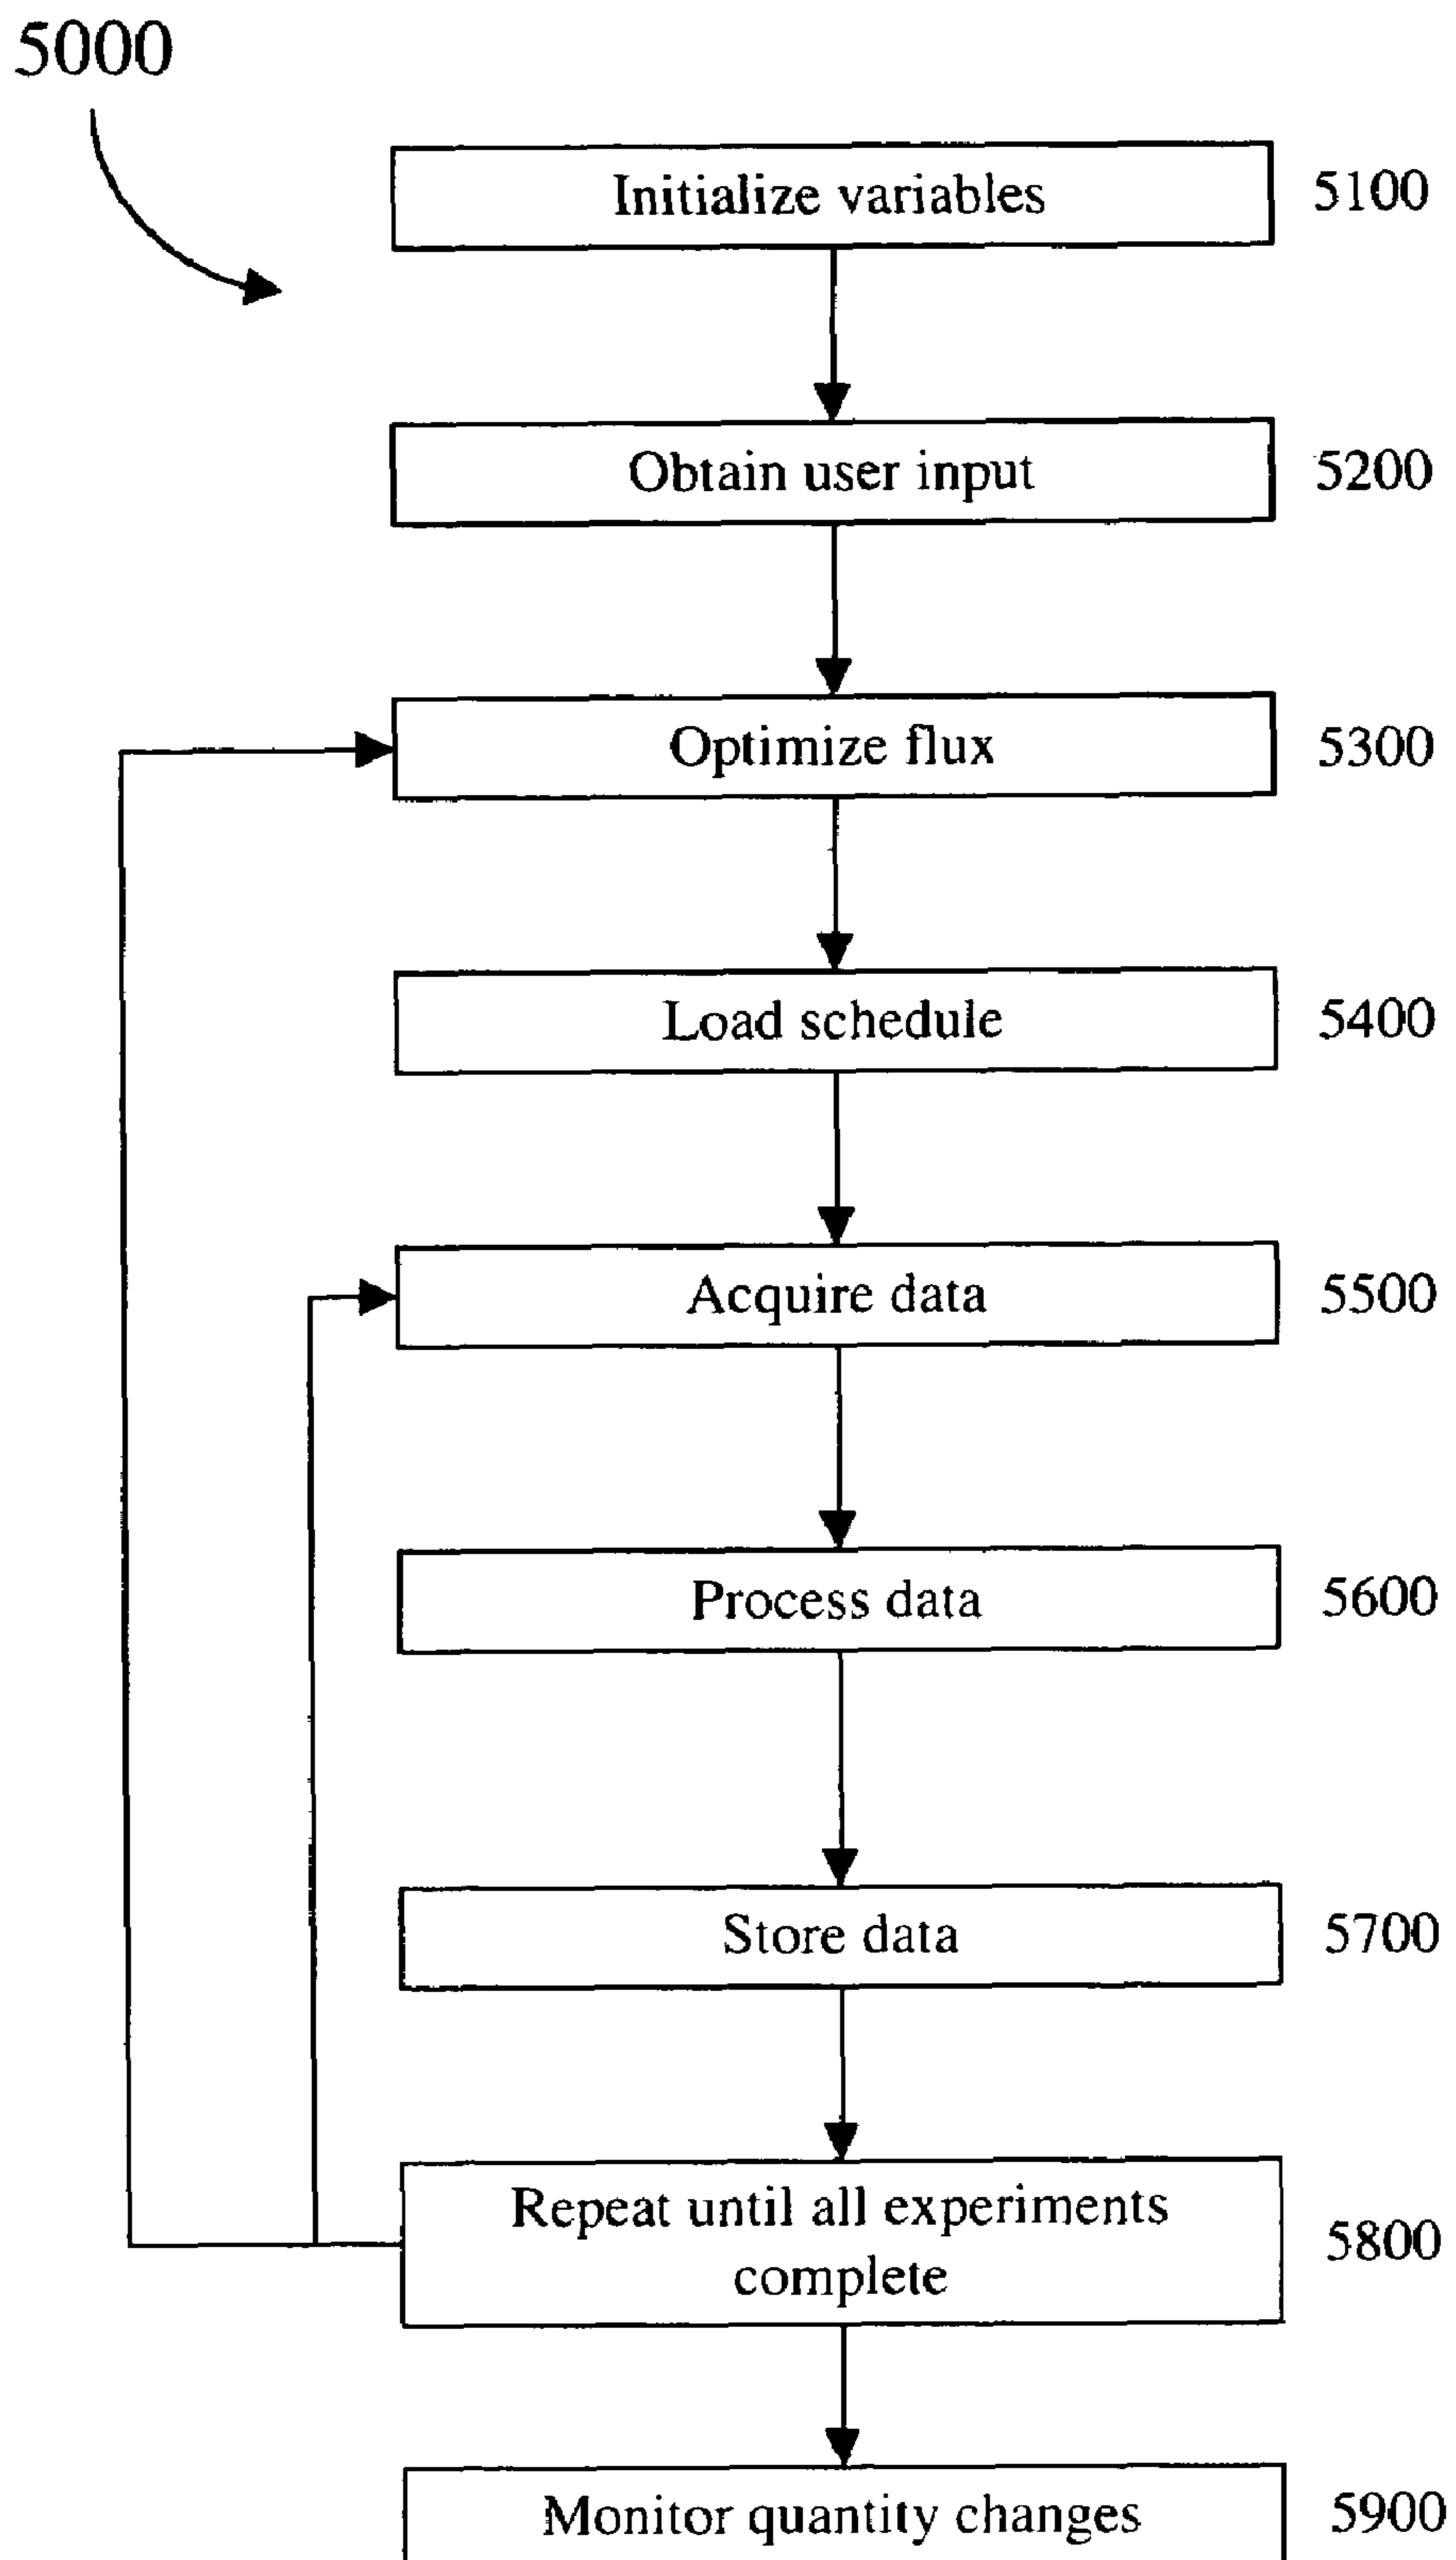 5000
Initialize variables 5100
Obtain user input 5200
Optimize flux 5300
Load schedule 5400
Acquire data 5500
Process data 5600
Store data 5700
Repeat until all experiments
complete 5800
Monitor quantity changes 5900